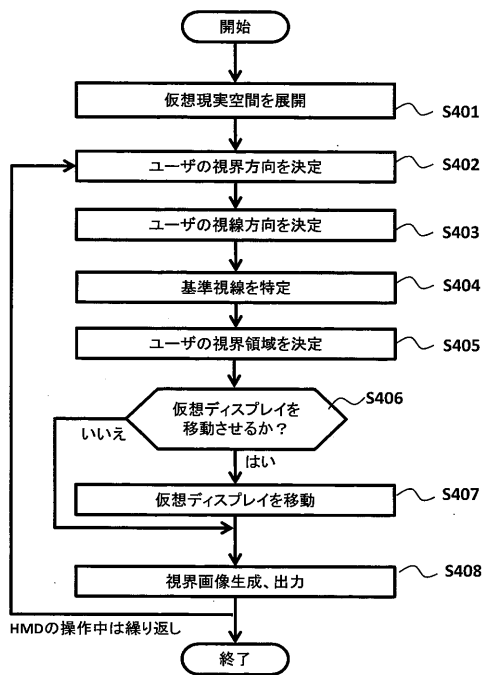 開始
仮想現実空間を展開
S401
ユーザの視界方向を決定
S402
ユーザの視線方向を決定
S403
基準視線を特定
S404
ユーザの視界領域を決定
S405
仮想ディスプレイを
移動させるか?
S406
いいえ
はい
仮想ディスプレイを移動
S407
視界画像生成、出力
S408
HMDの操作中は繰り返し
終了